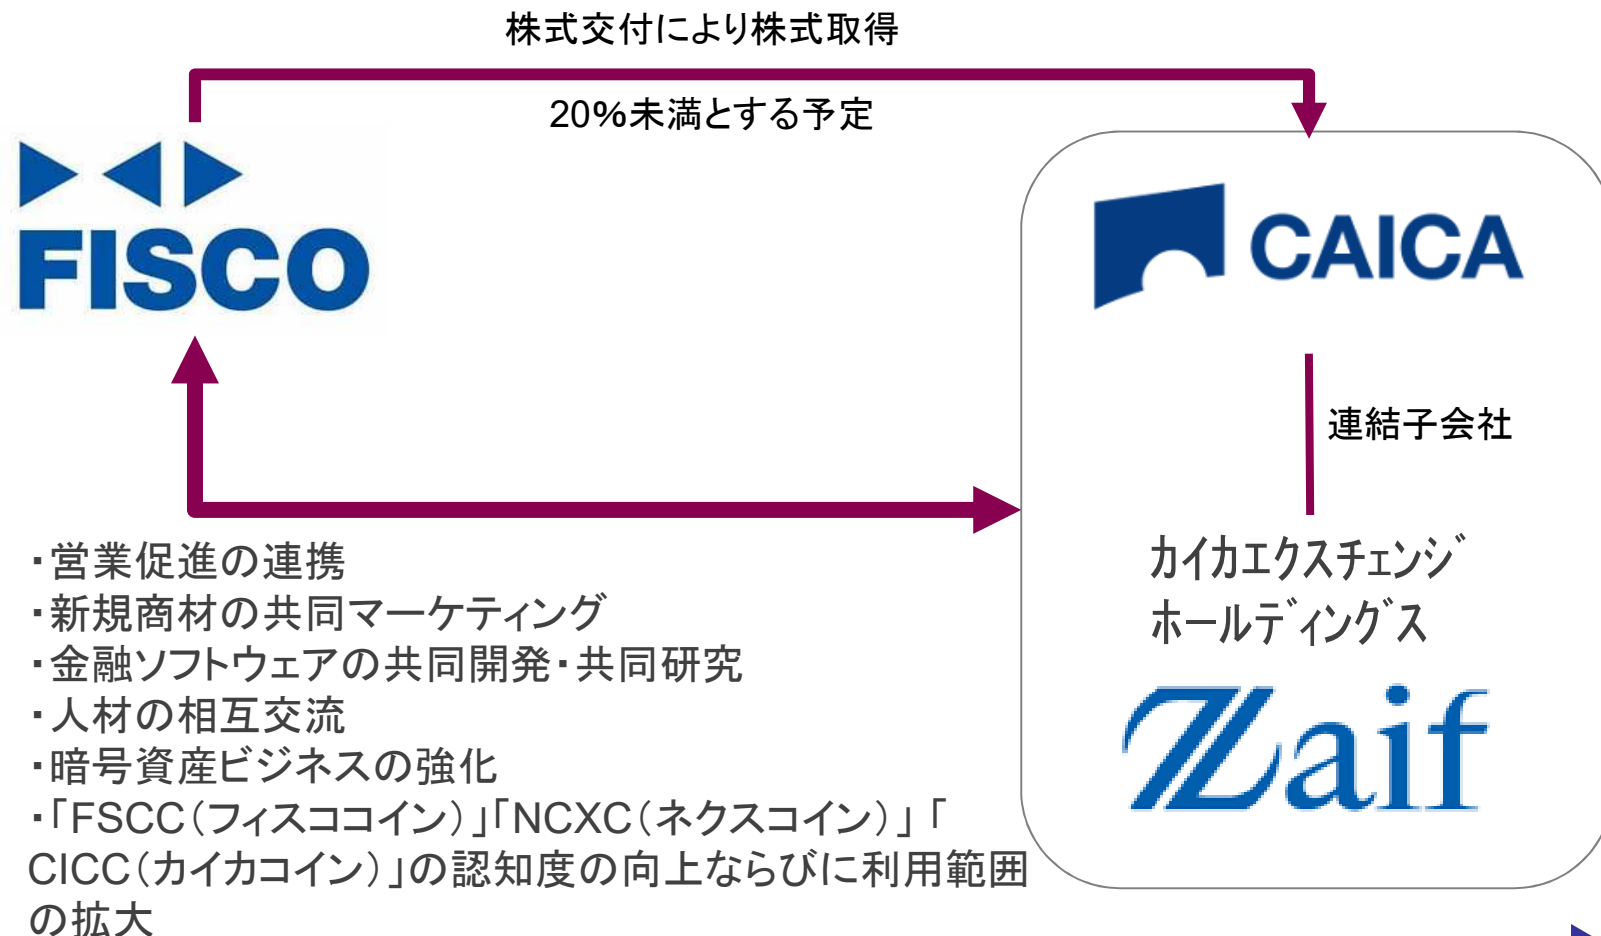 株式交付により株式取得
20%未満とする予定
FISCO
CAICA
連結子会社
カイカエクスチェンジ
ホールディングス
Zaif
・営業促進の連携
・新規商材の共同マーケティング
・金融ソフトウェアの共同開発・共同研究
・人材の相互交流
・暗号資産ビジネスの強化
・「FSCC(フィスココイン)」「NCXC(ネクスコイン)」「
CICC(カイカコイン)」の認知度の向上ならびに利用範囲
の拡大